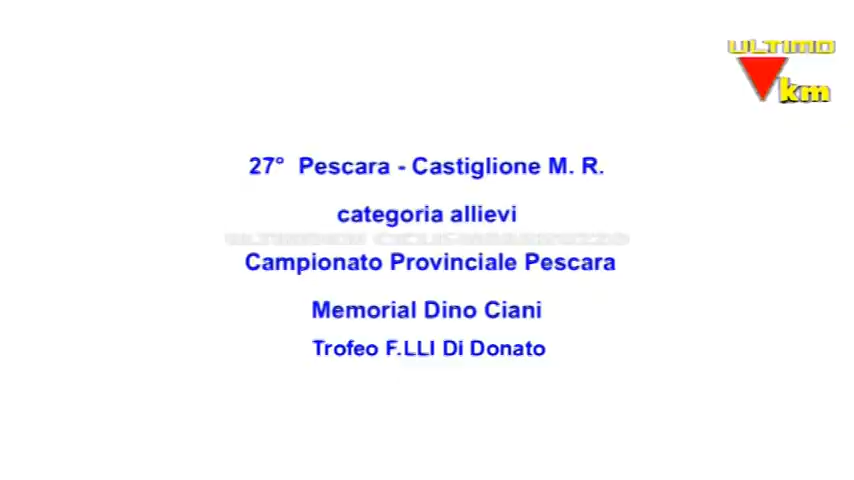 ULTIMO
km
27° Pescara - Castiglione M. R.
categoria allievi
Campionato Provinciale Pescara
Memorial Dino Ciani
Trofeo F.LLI Di Donato